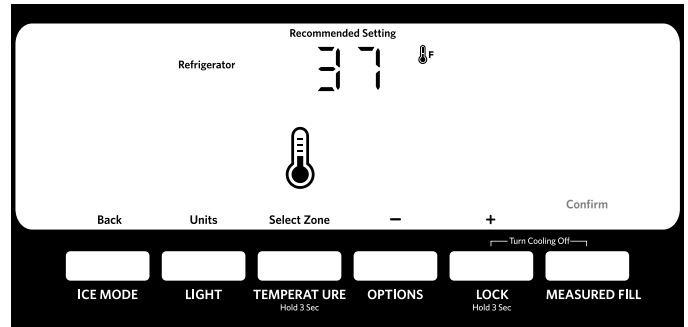 Recommended Setting
Refrigerator 37 F
Back Units Select Zone − + Confirm
Turn Cooling Off
ICE MODE LIGHT TEMPERAT URE OPTIONS LOCK MEASURED FILL
Hold 3 Sec Hold 3 Sec